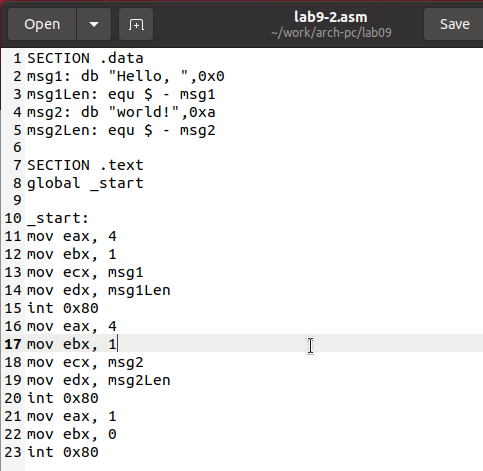 Open
lab9-2.asm
~/work/arch-pc/lab09
Save
1 SECTION .data
2 msg1: db "Hello, ",0x0
3 msg1Len: equ $ - msg1
4 msg2: db "world!",0xa
5 msg2Len: equ $ - msg2
6
7 SECTION .text
8 global _start
9
10 _start:
11 mov eax, 4
12 mov ebx, 1
13 mov ecx, msg1
14 mov edx, msg1Len
15 int 0x80
16 mov eax, 4
17 mov ebx, 1
18 mov ecx, msg2
19 mov edx, msg2Len
20 int 0x80
21 mov eax, 1
22 mov ebx, 0
23 int 0x80